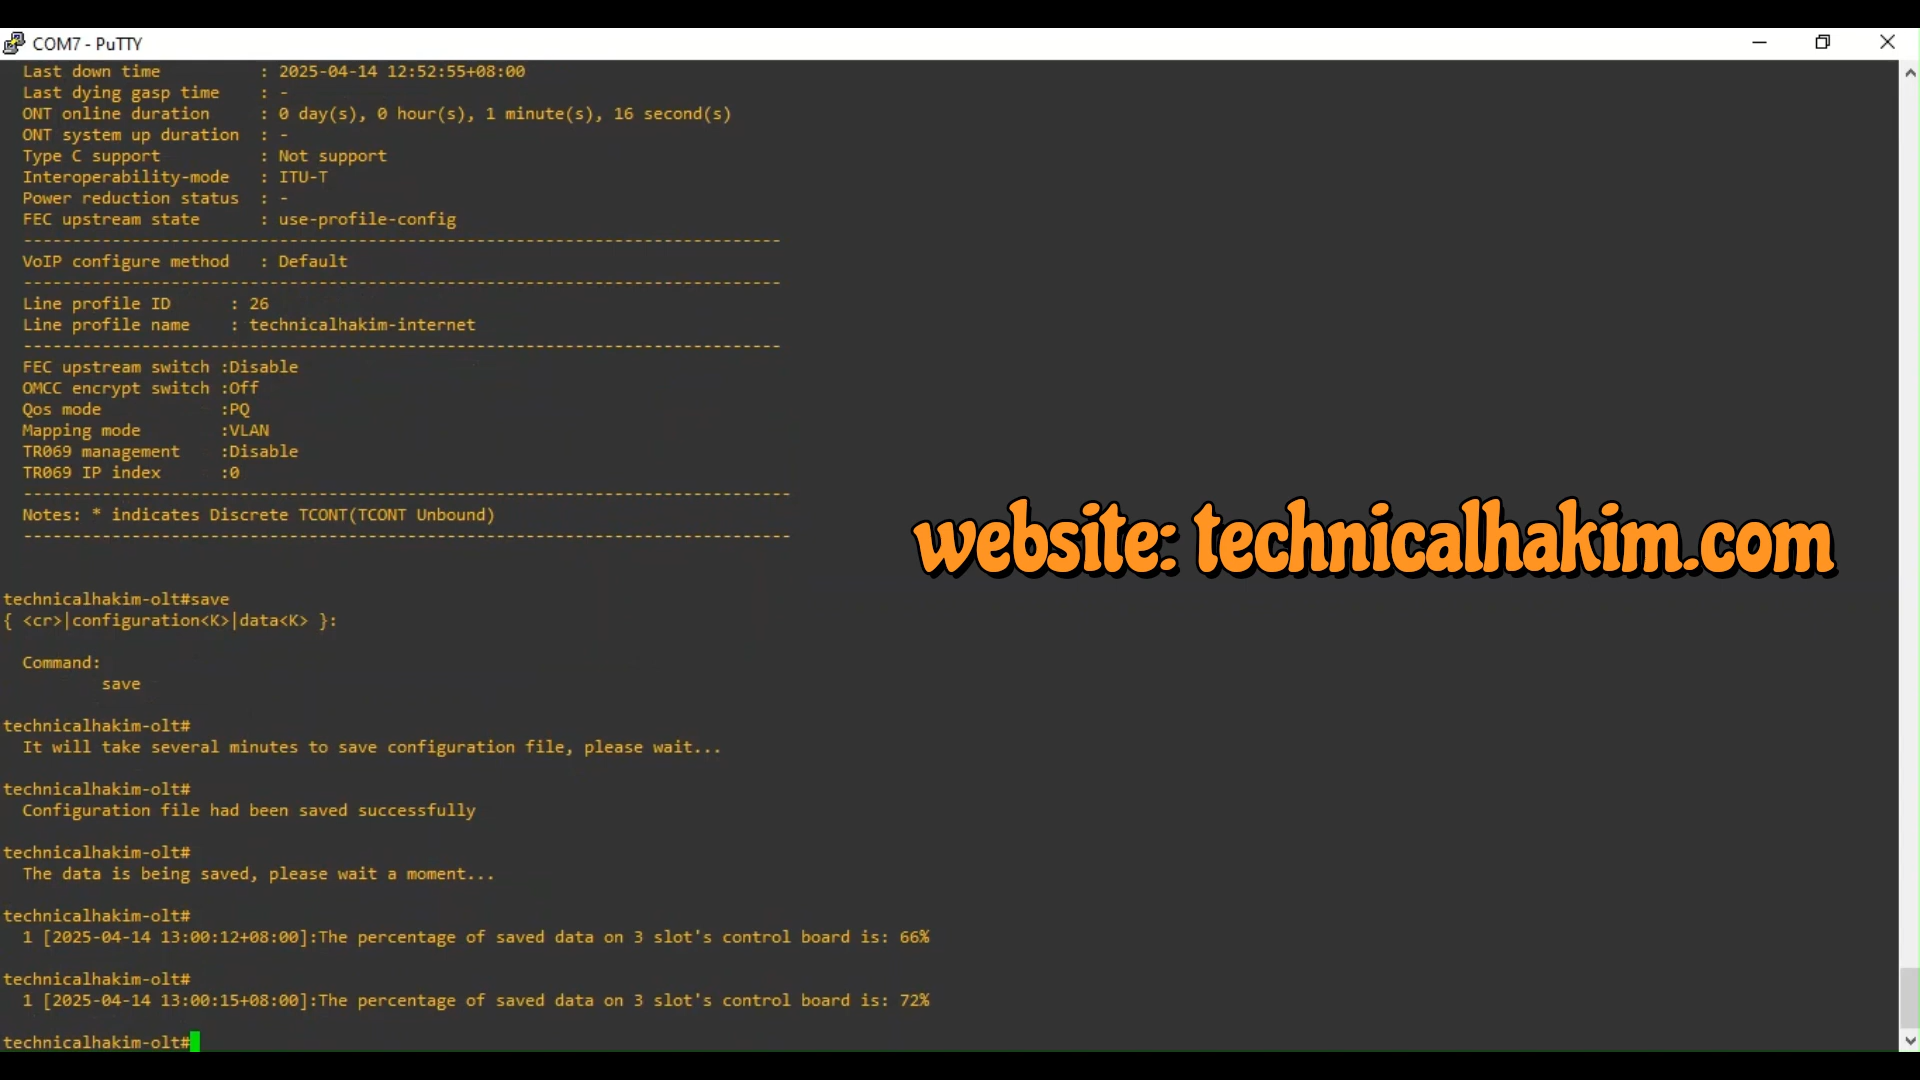 COM7 - PuTTY
Last down time : 2025-04-14 12:52:55+08:00
Last dying gasp time : -
ONT online duration : 0 day(s), 0 hour(s), 1 minute(s), 16 second(s)
ONT system up duration : -
Type C support : Not support
Interoperability-mode : ITU-T
Power reduction status : -
FEC upstream state : use-profile-config
-----------------------------------------------------------------------------
VoIP configure method : Default
-----------------------------------------------------------------------------
Line profile ID : 26
Line profile name : technicalhakim-internet
-----------------------------------------------------------------------------
FEC upstream switch :Disable
OMCC encrypt switch :Off
Qos mode :PQ
Mapping mode :VLAN
TR069 management :Disable
TR069 IP index :0
------------------------------------------------------------------------------
Notes: * indicates Discrete TCONT(TCONT Unbound)
------------------------------------------------------------------------------
website: technicalhakim.com
technicalhakim-olt#save
{ <cr>|configuration<K>|data<K> }:
Command:
save
technicalhakim-olt#
It will take several minutes to save configuration file, please wait...
technicalhakim-olt#
Configuration file had been saved successfully
technicalhakim-olt#
The data is being saved, please wait a moment...
technicalhakim-olt#
1 [2025-04-14 13:00:12+08:00]:The percentage of saved data on 3 slot's control board is: 66%
technicalhakim-olt#
1 [2025-04-14 13:00:15+08:00]:The percentage of saved data on 3 slot's control board is: 72%
technicalhakim-olt#